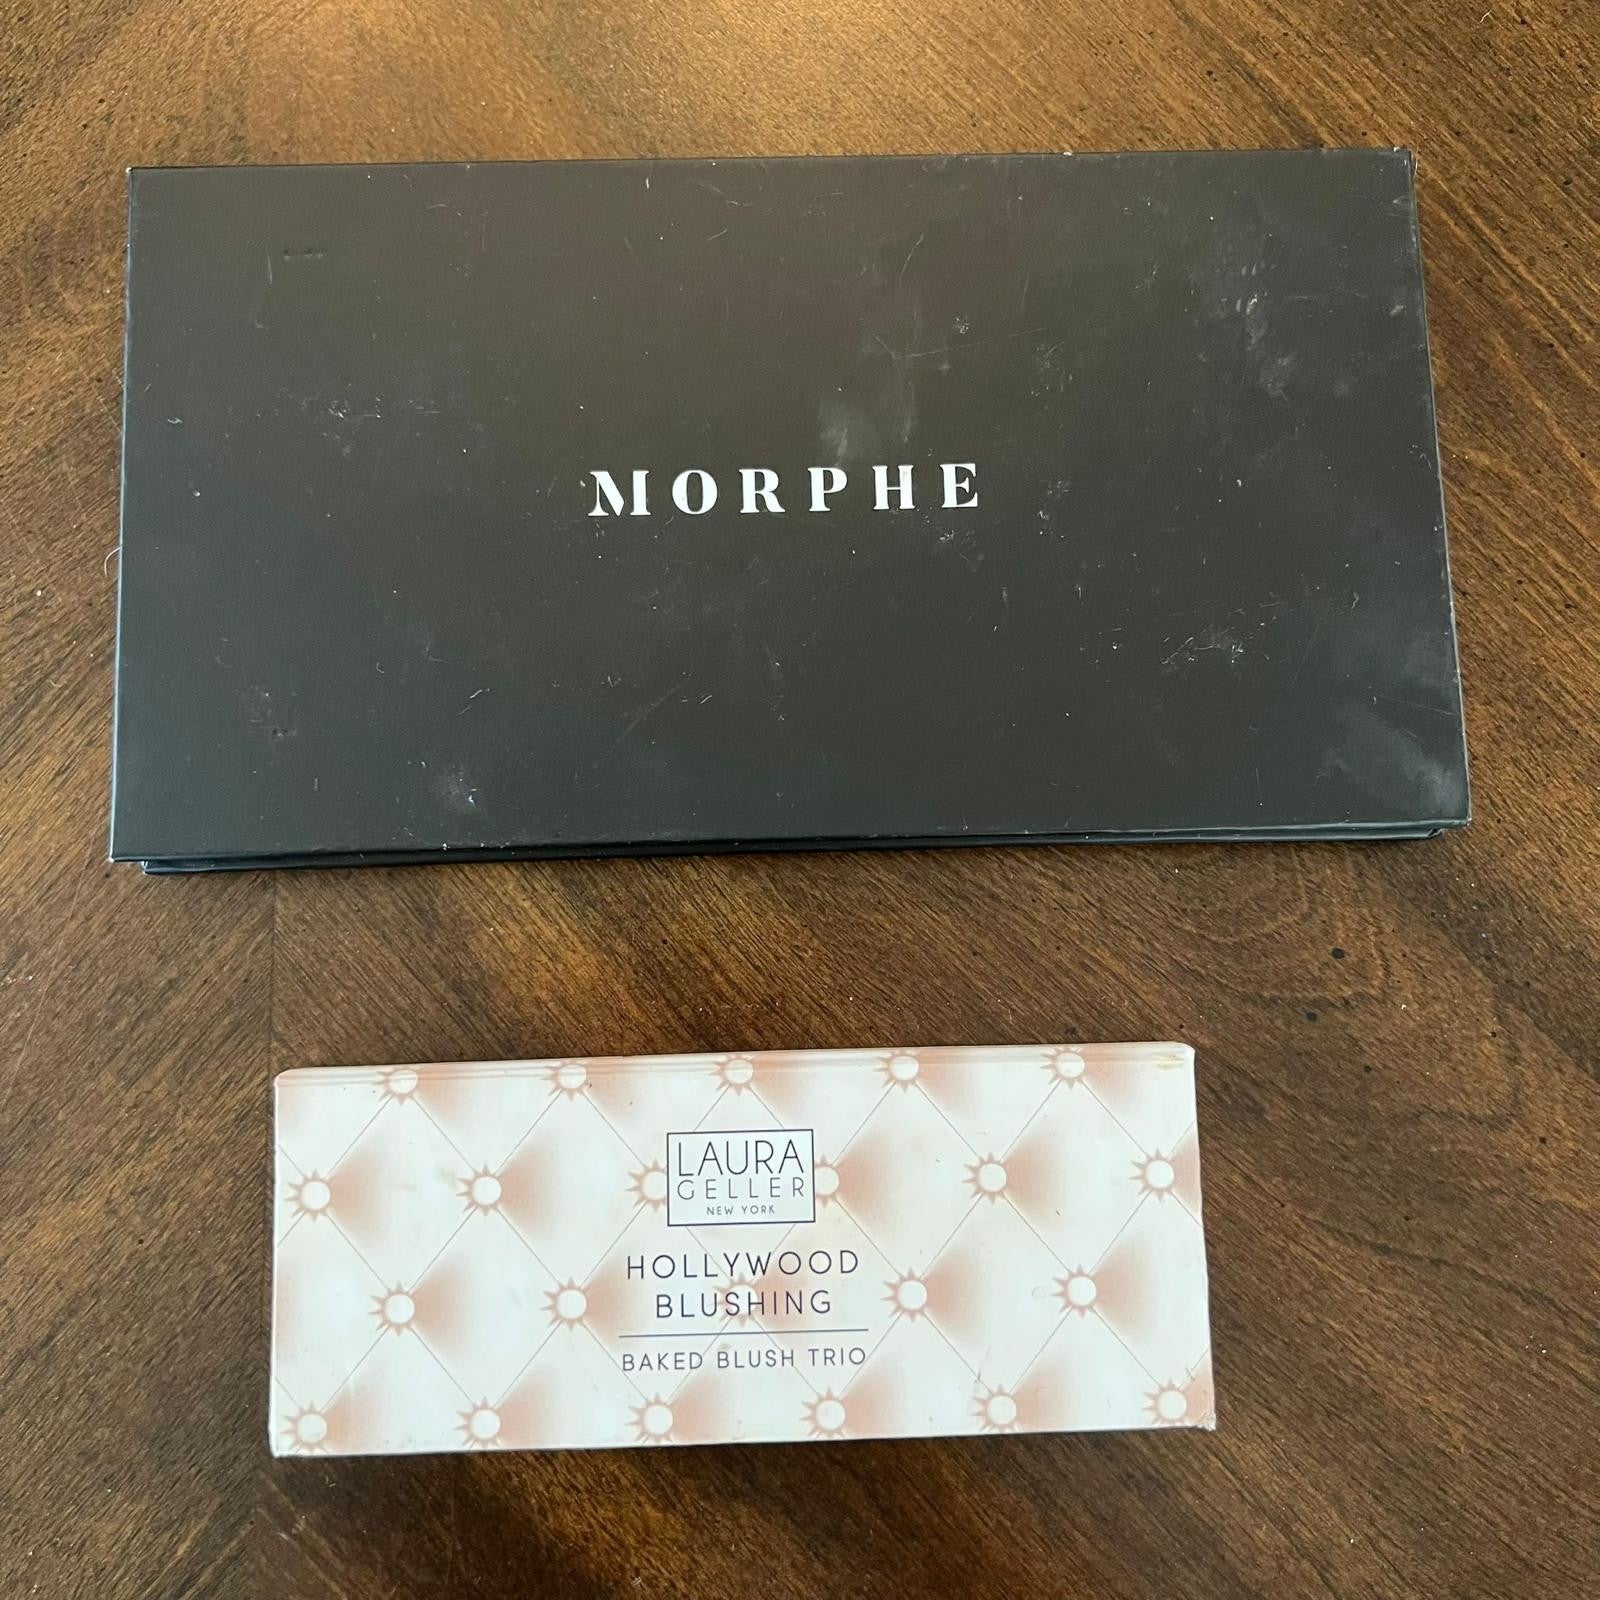 MORPHE
LAURA
GELLER
NEW YORK
HOLLYWOOD
BLUSHING
BAKED BLUSH TRIO